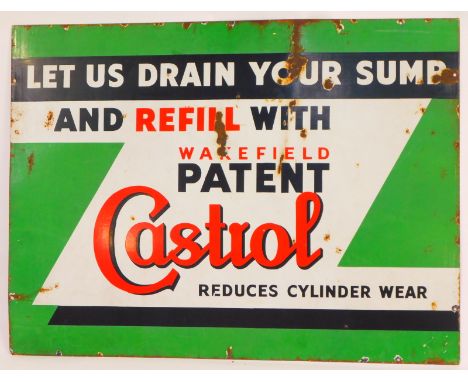 LET US DRAIN YOUR SUMP
AND REFILL WITH
WAKEFIELD
PATENT
Castrol
REDUCES CYLINDER WEAR